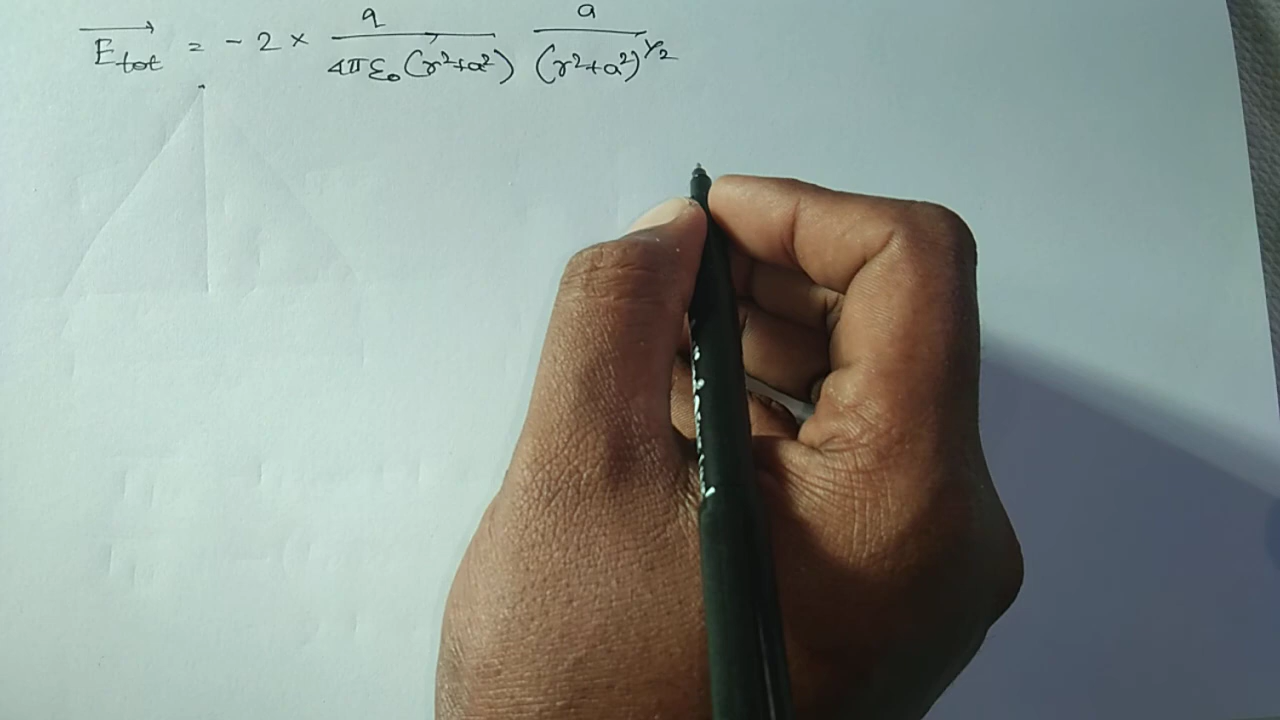 E_tot = - 2 × q / 4πε₀(r²+a²) a / (r²+a²)^1/2